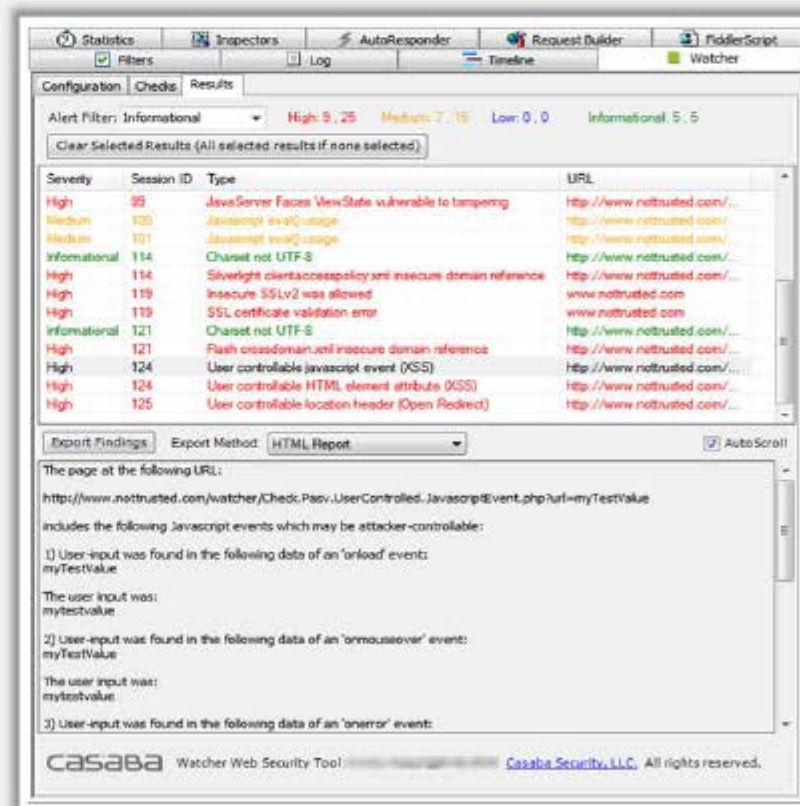 Statistics Inspectors AutoResponder Request Builder FiddlerScript
Filters Log Timeline Watcher
Configuration Checks Results
Alert Filter: Informational High: 9 , 25 Medium: 7 , 15 Low: 0 , 0 Informational: 5 , 5
Clear Selected Results (All selected results if none selected)
Severity Session ID Type URL
High 99 JavaServer Faces ViewState vulnerable to tampering http://www.nottrusted.com/...
Medium 100 Javascript eval() usage http://www.nottrusted.com/...
Medium 101 Javascript eval() usage http://www.nottrusted.com/...
Informational 114 Charset not UTF-8 http://www.nottrusted.com/...
High 114 Silverlight clientaccesspolicy.xml insecure domain reference http://www.nottrusted.com/...
High 119 Insecure SSLv2 was allowed www.nottrusted.com
High 119 SSL certificate validation error www.nottrusted.com
Informational 121 Charset not UTF-8 http://www.nottrusted.com/...
High 121 Flash crossdomain.xml insecure domain reference http://www.nottrusted.com/...
High 124 User controllable javascript event (XSS) http://www.nottrusted.com/...
High 124 User controllable HTML element attribute (XSS) http://www.nottrusted.com/...
High 125 User controllable location header (Open Redirect) http://www.nottrusted.com/...
Export Findings Export Method: HTML Report AutoScroll
The page at the following URL:
http://www.nottrusted.com/watcher/Check.Pasv.UserControlled.JavascriptEvent.php?url=myTestValue
includes the following Javascript events which may be attacker-controllable:
1) User-input was found in the following data of an 'onload' event:
myTestValue
The user input was:
mytestvalue
2) User-input was found in the following data of an 'onmouseover' event:
myTestValue
The user input was:
mytestvalue
3) User-input was found in the following data of an 'onerror' event:
casaba Watcher Web Security Tool Casaba Security, LLC. All rights reserved.